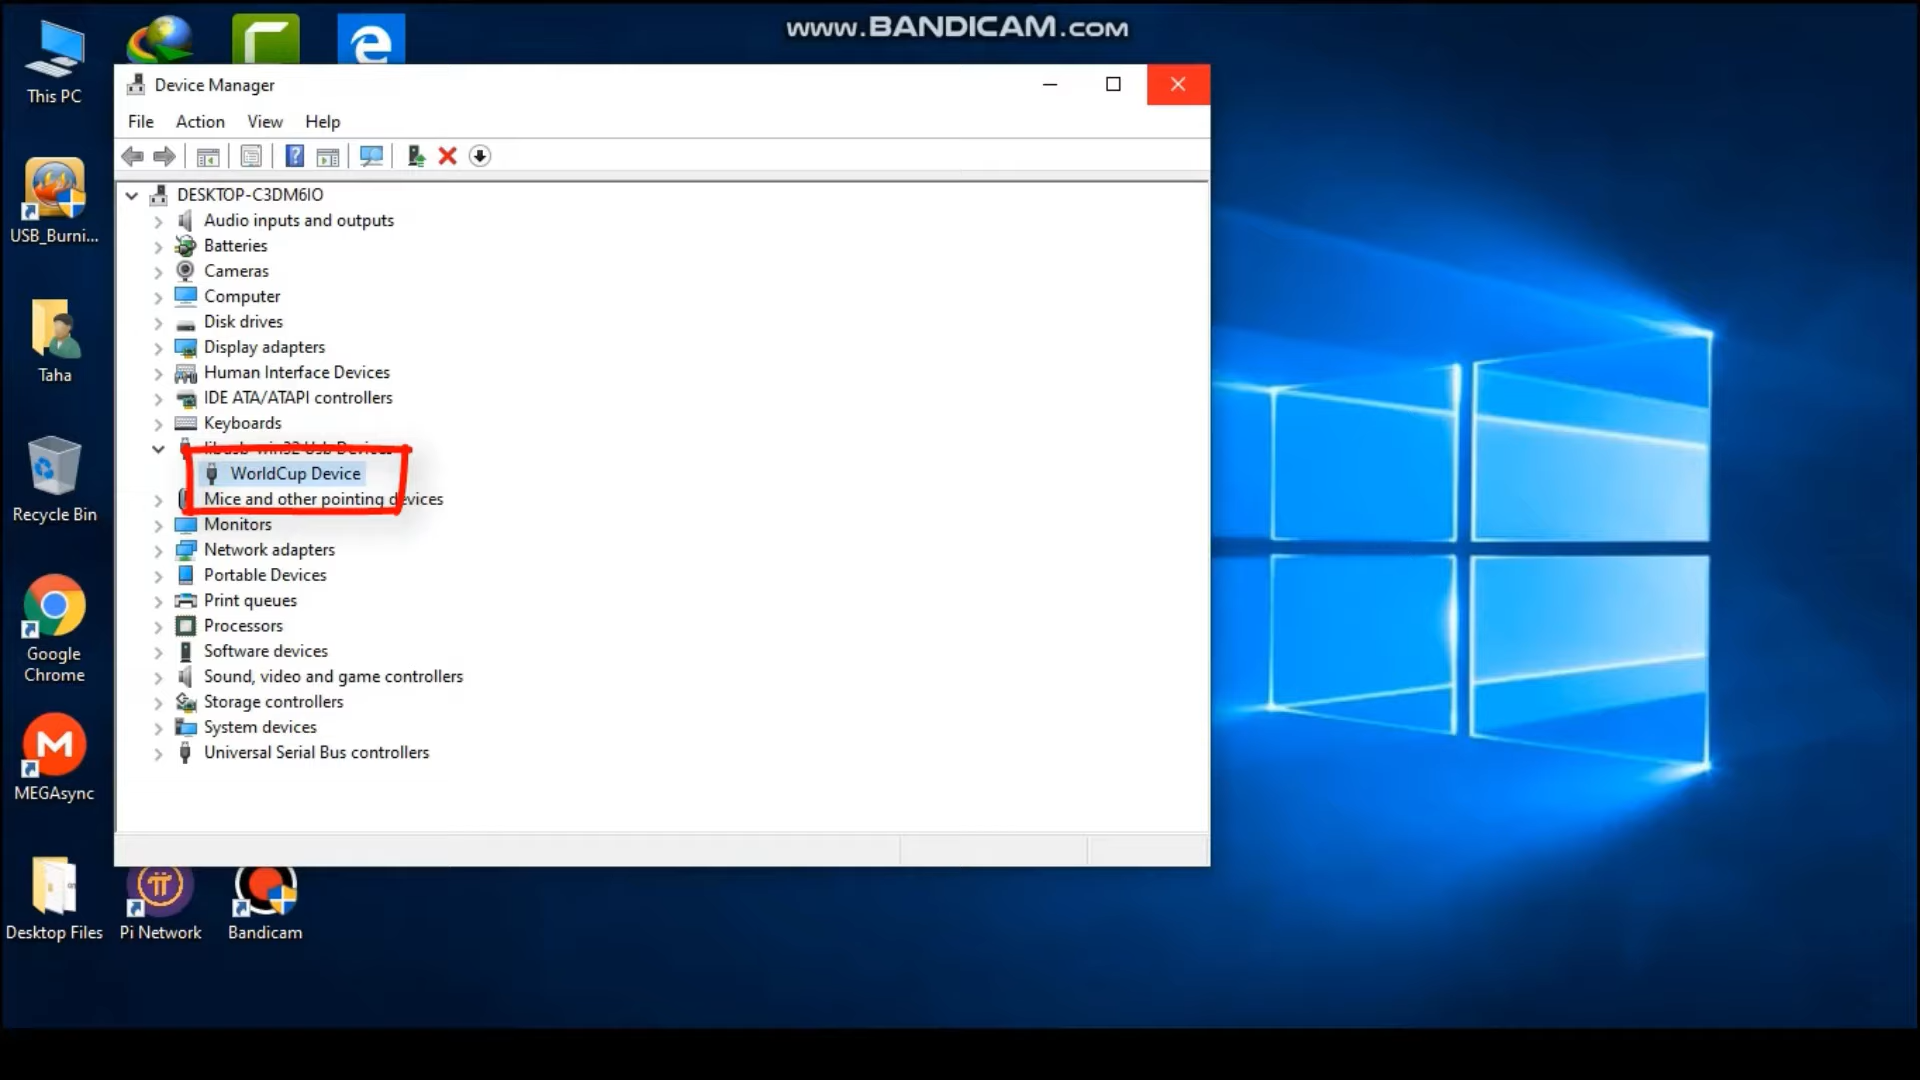 www.BANDICAM.com
This PC
Device Manager
File Action View Help
DESKTOP-C3DM6IO
Audio inputs and outputs
Batteries
Cameras
Computer
Disk drives
Display adapters
Human Interface Devices
IDE ATA/ATAPI controllers
Keyboards
libusb-win32 Usb Devices
WorldCup Device
Mice and other pointing devices
Monitors
Network adapters
Portable Devices
Print queues
Processors
Software devices
Sound, video and game controllers
Storage controllers
System devices
Universal Serial Bus controllers
USB_Burni...
Taha
Recycle Bin
Google
Chrome
MEGAsync
Desktop Files
Pi Network
Bandicam